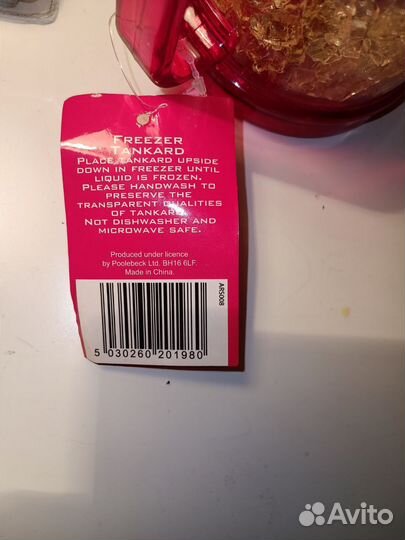 FREEZER
TANKARD
PLACE TANKARD UPSIDE
DOWN IN FREEZER UNTIL
LIQUID IS FROZEN.
PLEASE HANDWASH TO
PRESERVE THE
TRANSPARENT QUALITIES
OF TANKARD.
NOT DISHWASHER AND
MICROWAVE SAFE.
Produced under licence
by Poolebeck Ltd. BH16 6LF.
Made in China.
ARS008
5 030260 201980
Avito